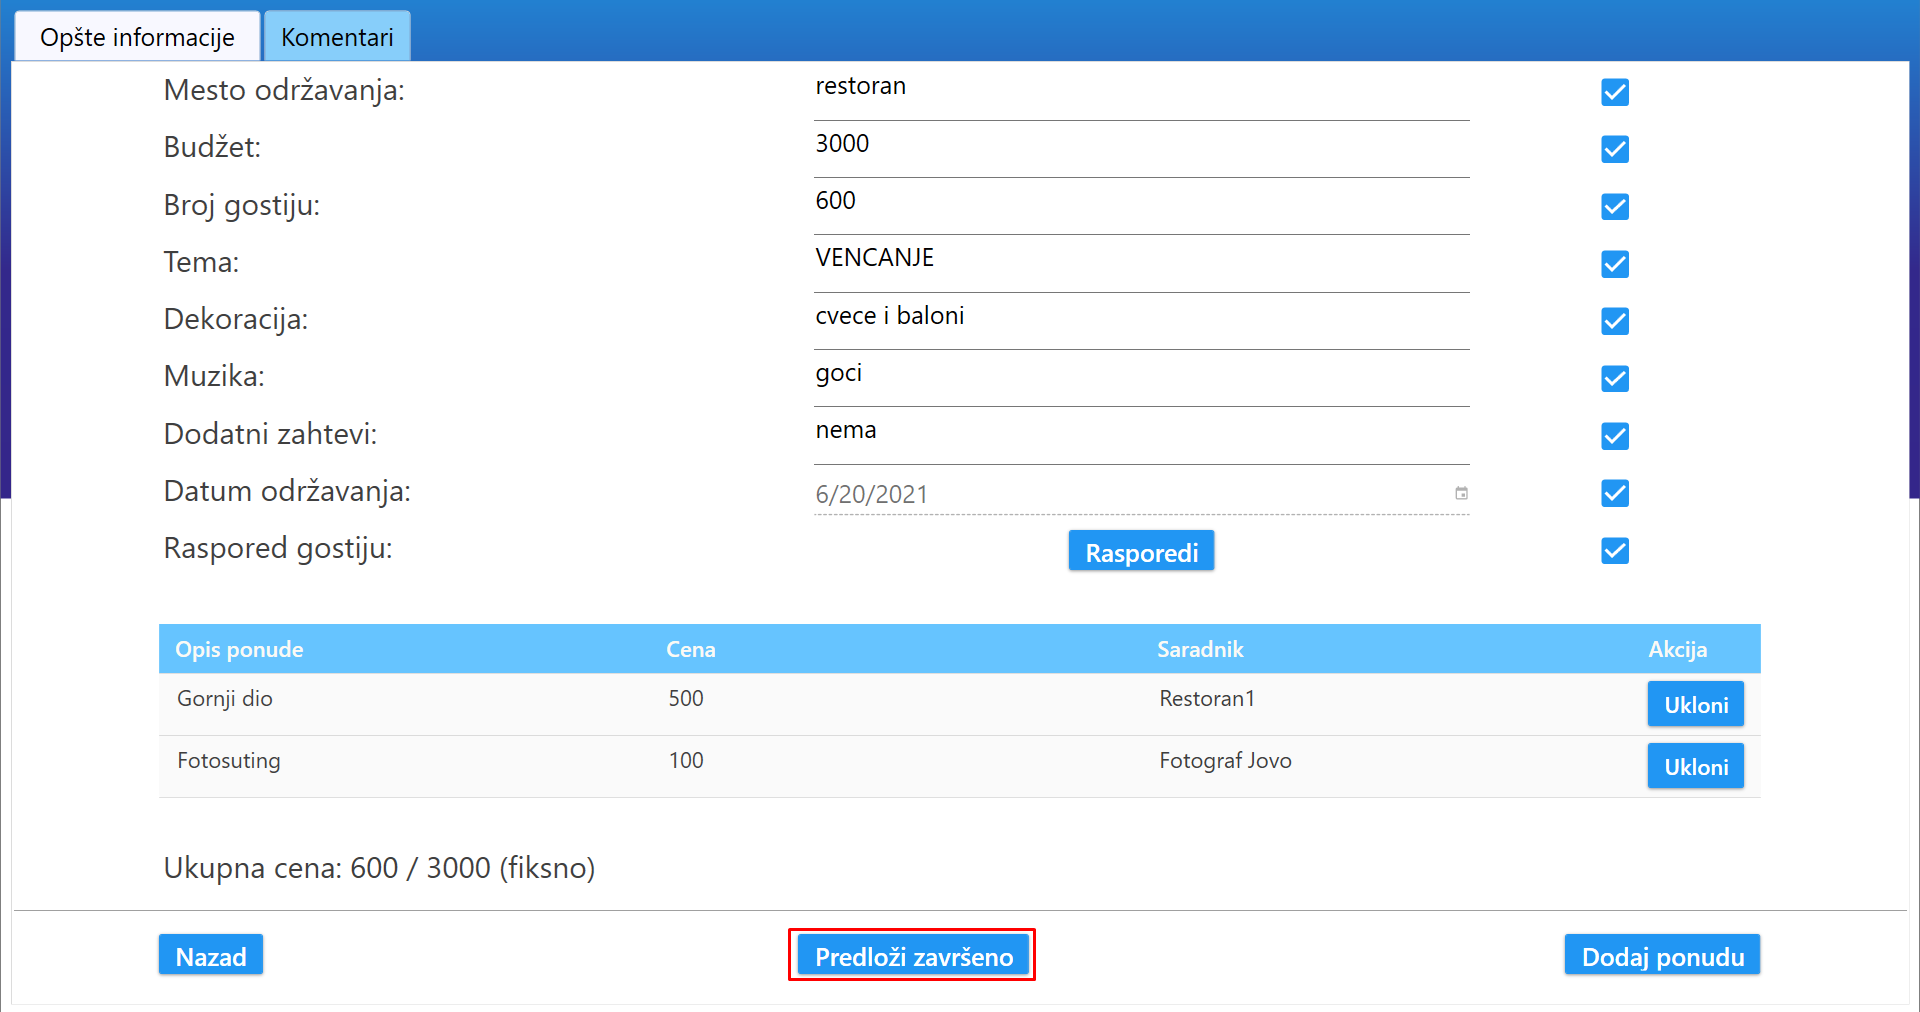 Opšte informacije Komentari
Mesto održavanja: restoran
Budžet: 3000
Broj gostiju: 600
Tema: VENCANJE
Dekoracija: cvece i baloni
Muzika: goci
Dodatni zahtevi: nema
Datum održavanja: 6/20/2021
Raspored gostiju: Rasporedi
Opis ponude Cena Saradnik Akcija
Gornji dio 500 Restoran1 Ukloni
Fotosuting 100 Fotograf Jovo Ukloni
Ukupna cena: 600 / 3000 (fiksno)
Nazad Predloži završeno Dodaj ponudu